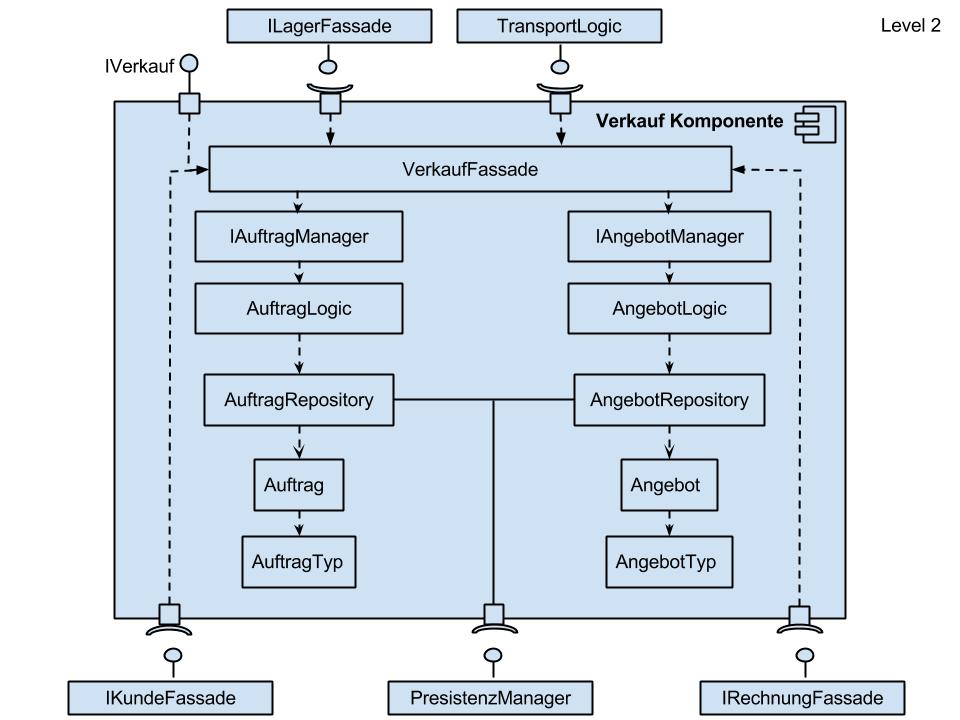 ILagerFassade
TransportLogic
Level 2
IVerkauf
Verkauf Komponente
VerkaufFassade
IAuftragManager
IAngebotManager
AuftragLogic
AngebotLogic
AuftragRepository
AngebotRepository
Auftrag
Angebot
AuftragTyp
AngebotTyp
IKundeFassade
PresistenzManager
IRechnungFassade